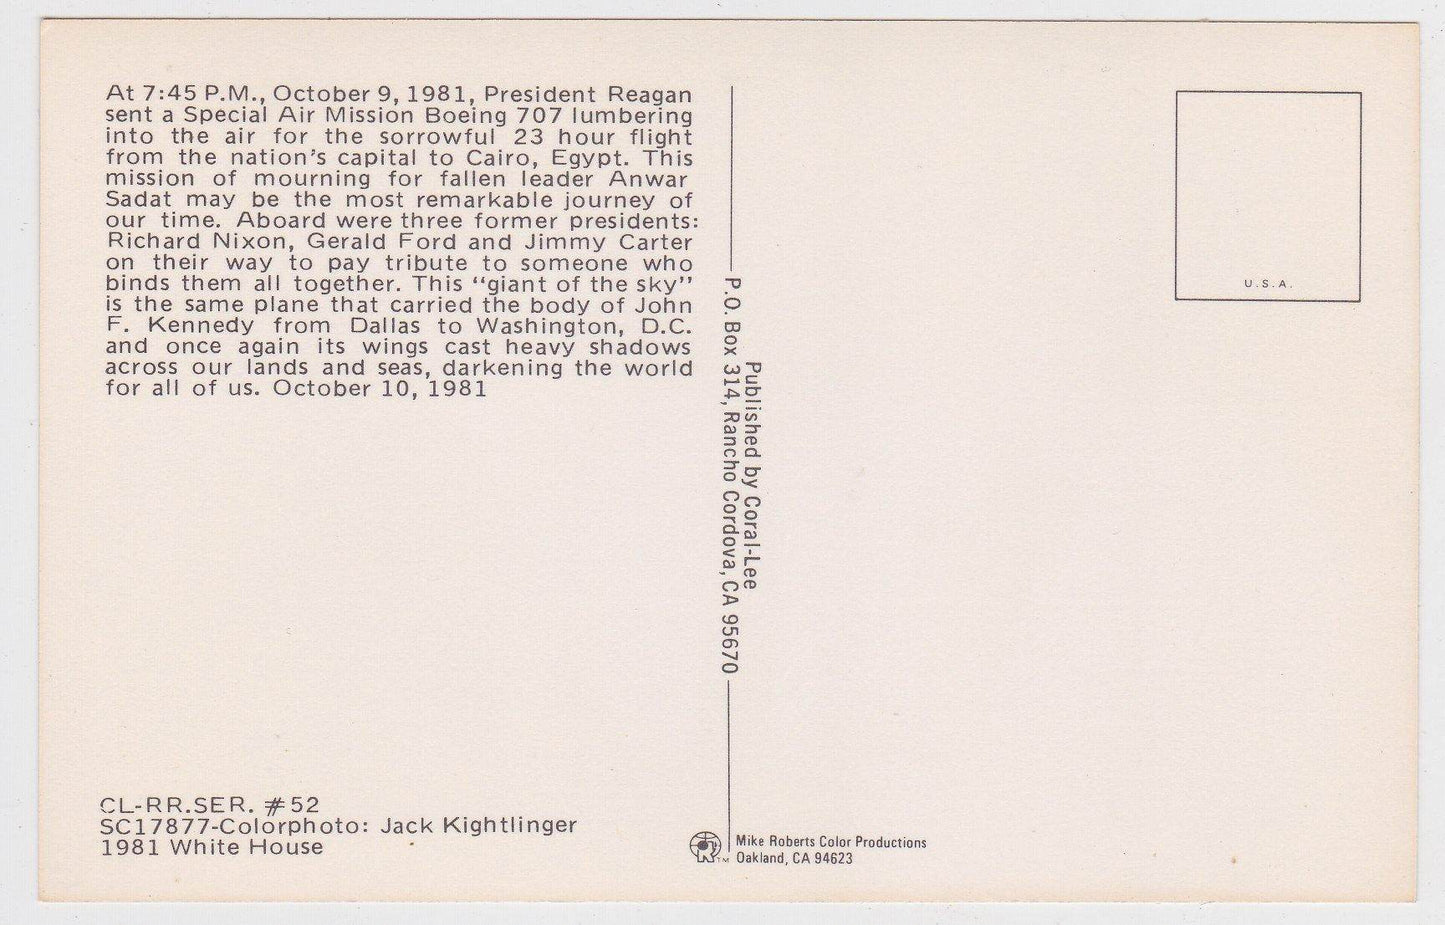 At 7:45 P.M., October 9, 1981, President Reagan
sent a Special Air Mission Boeing 707 lumbering
into the air for the sorrowful 23 hour flight
from the nation's capital to Cairo, Egypt. This
mission of mourning for fallen leader Anwar
Sadat may be the most remarkable journey of
our time. Aboard were three former presidents:
Richard Nixon, Gerald Ford and Jimmy Carter
on their way to pay tribute to someone who
binds them all together. This "giant of the sky"
is the same plane that carried the body of John
F. Kennedy from Dallas to Washington, D.C.
and once again its wings cast heavy shadows
across our lands and seas, darkening the world
for all of us. October 10, 1981
CL-RR.SER. #52
SC17877-Colorphoto: Jack Kightlinger
1981 White House
Published by Coral-Lee
P.O. Box 314, Rancho Cordova, CA 95670
TM
Mike Roberts Color Productions
Oakland, CA 94623
U.S.A.